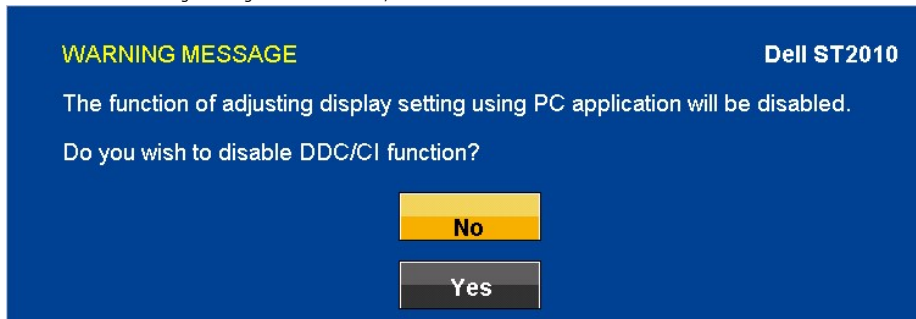 WARNING MESSAGE Dell ST2010
The function of adjusting display setting using PC application will be disabled.
Do you wish to disable DDC/CI function?
No
Yes